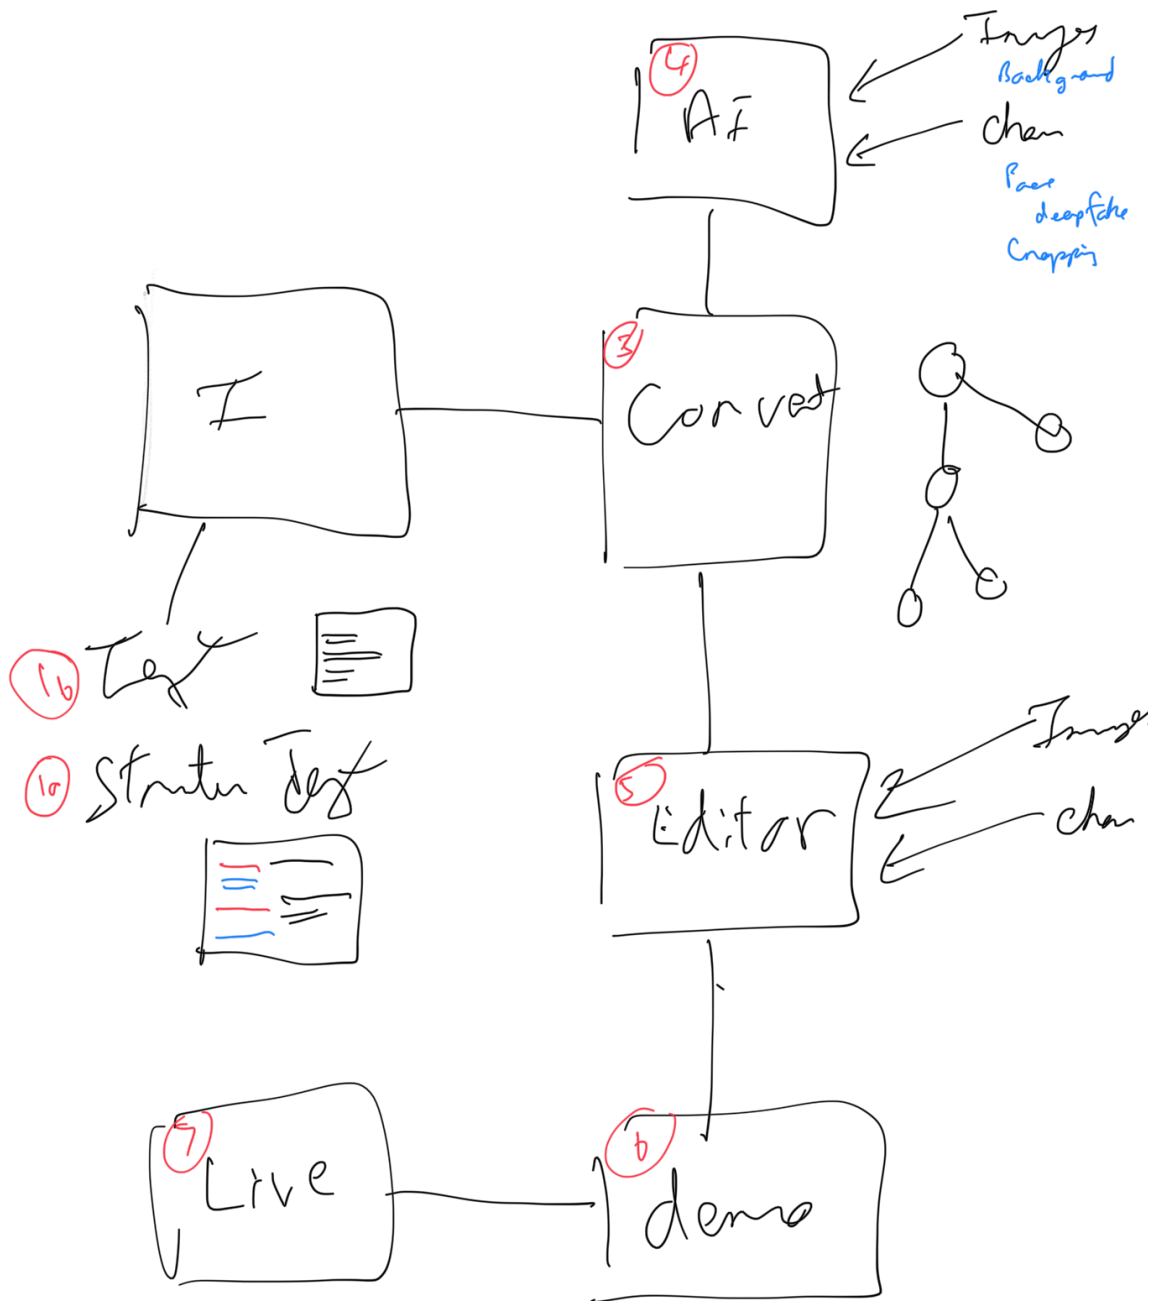 4
AI
Images
Background
Char
Face
deepfake
Cropping
I
3
Convert
1b Text
1a Text
5
Editor
Image
Char
7
Live
6
demo